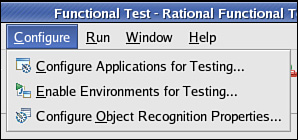 Functional Test - Rational Functional T
Configure Run Window Help
Configure Applications for Testing...
Enable Environments for Testing...
Configure Object Recognition Properties...